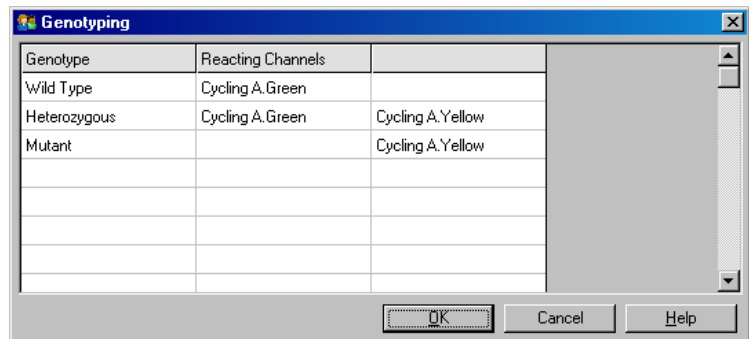 Genotyping
Genotype Reacting Channels
Wild Type Cycling A.Green
Heterozygous Cycling A.Green Cycling A.Yellow
Mutant Cycling A.Yellow
OK Cancel Help